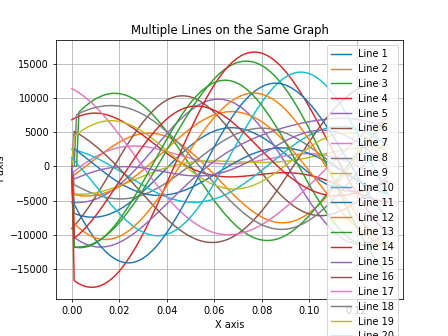 Multiple Lines on the Same Graph
15000
10000
5000
0
−5000
−10000
−15000
0.00
0.02
0.04
0.06
0.08
0.10
X axis
Line 1
Line 2
Line 3
Line 4
Line 5
Line 6
Line 7
Line 8
Line 9
Line 10
Line 11
Line 12
Line 13
Line 14
Line 15
Line 16
Line 17
Line 18
Line 19
Line 20